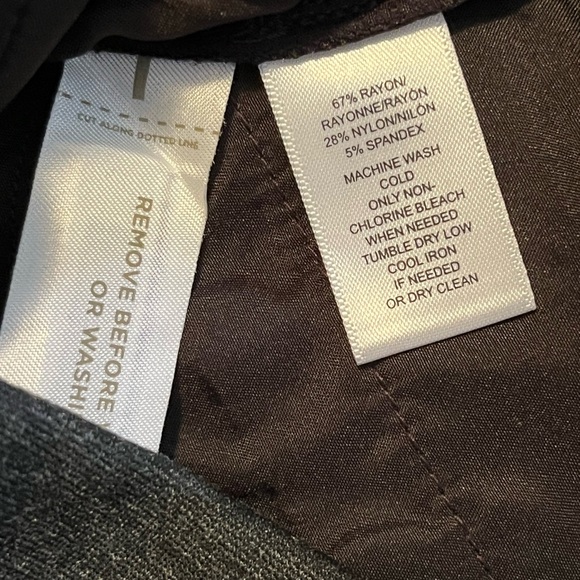 CUT ALONG DOTTED LINE
REMOVE BEFORE
OR
67% RAYON/
RAYONNE/RAYÓN
28% NYLON/NILÓN
5% SPANDEX
MACHINE WASH
COLD
ONLY NON-
CHLORINE BLEACH
WHEN NEEDED
TUMBLE DRY LOW
COOL IRON
IF NEEDED
OR DRY CLEAN